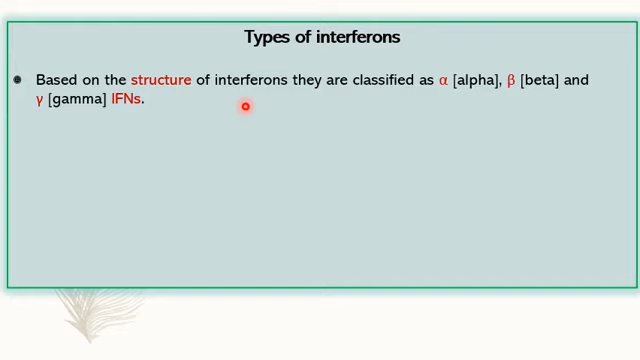 Types of interferons
Based on the structure of interferons they are classified as α [alpha], β [beta] and
γ [gamma] IFNs.